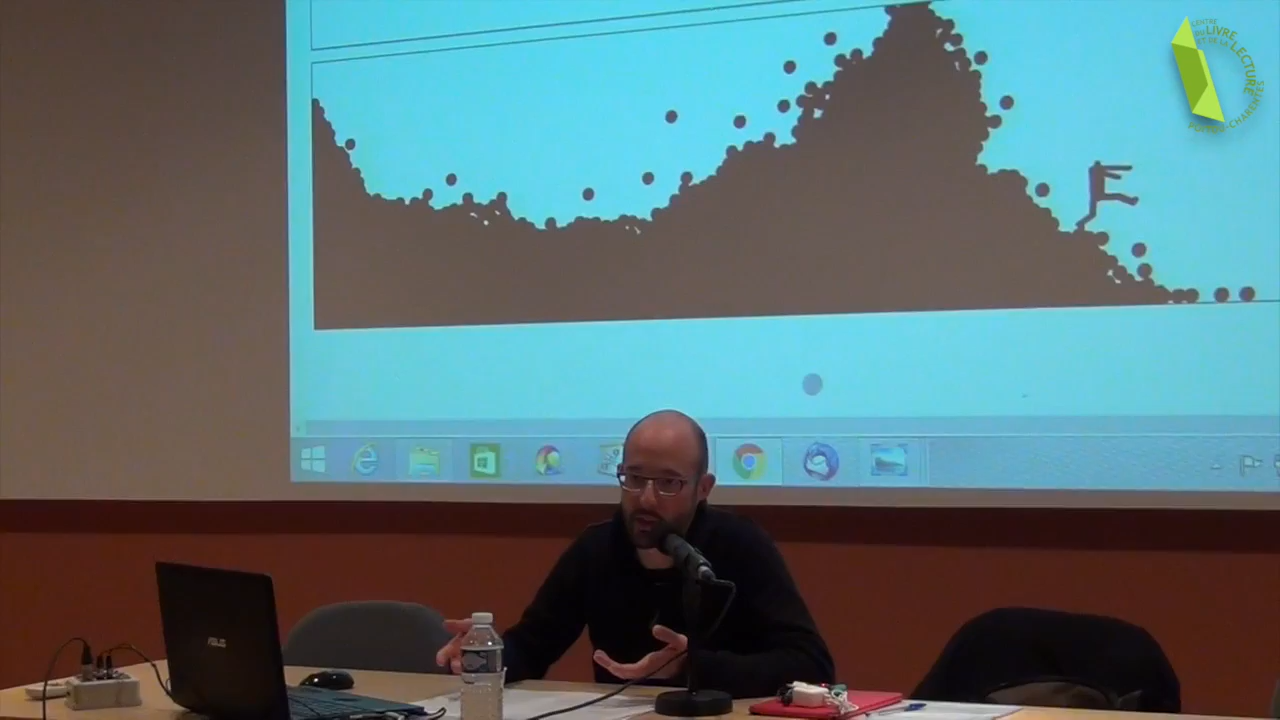 CENTRE
DU LIVRE
ET DE LA LECTURE
POITOU-CHARENTES
ASUS